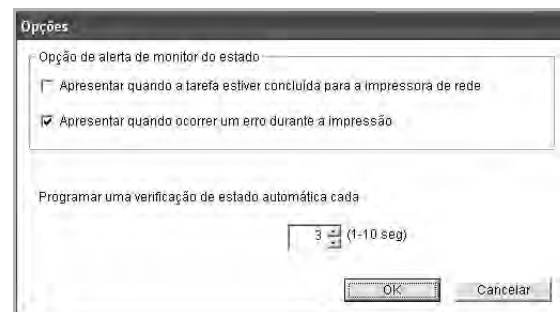 Opções
Opção de alerta de monitor do estado
Apresentar quando a tarefa estiver concluída para a impressora de rede
Apresentar quando ocorrer um erro durante a impressão
Programar uma verificação de estado automática cada
3 (1-10 seg)
OK Cancelar